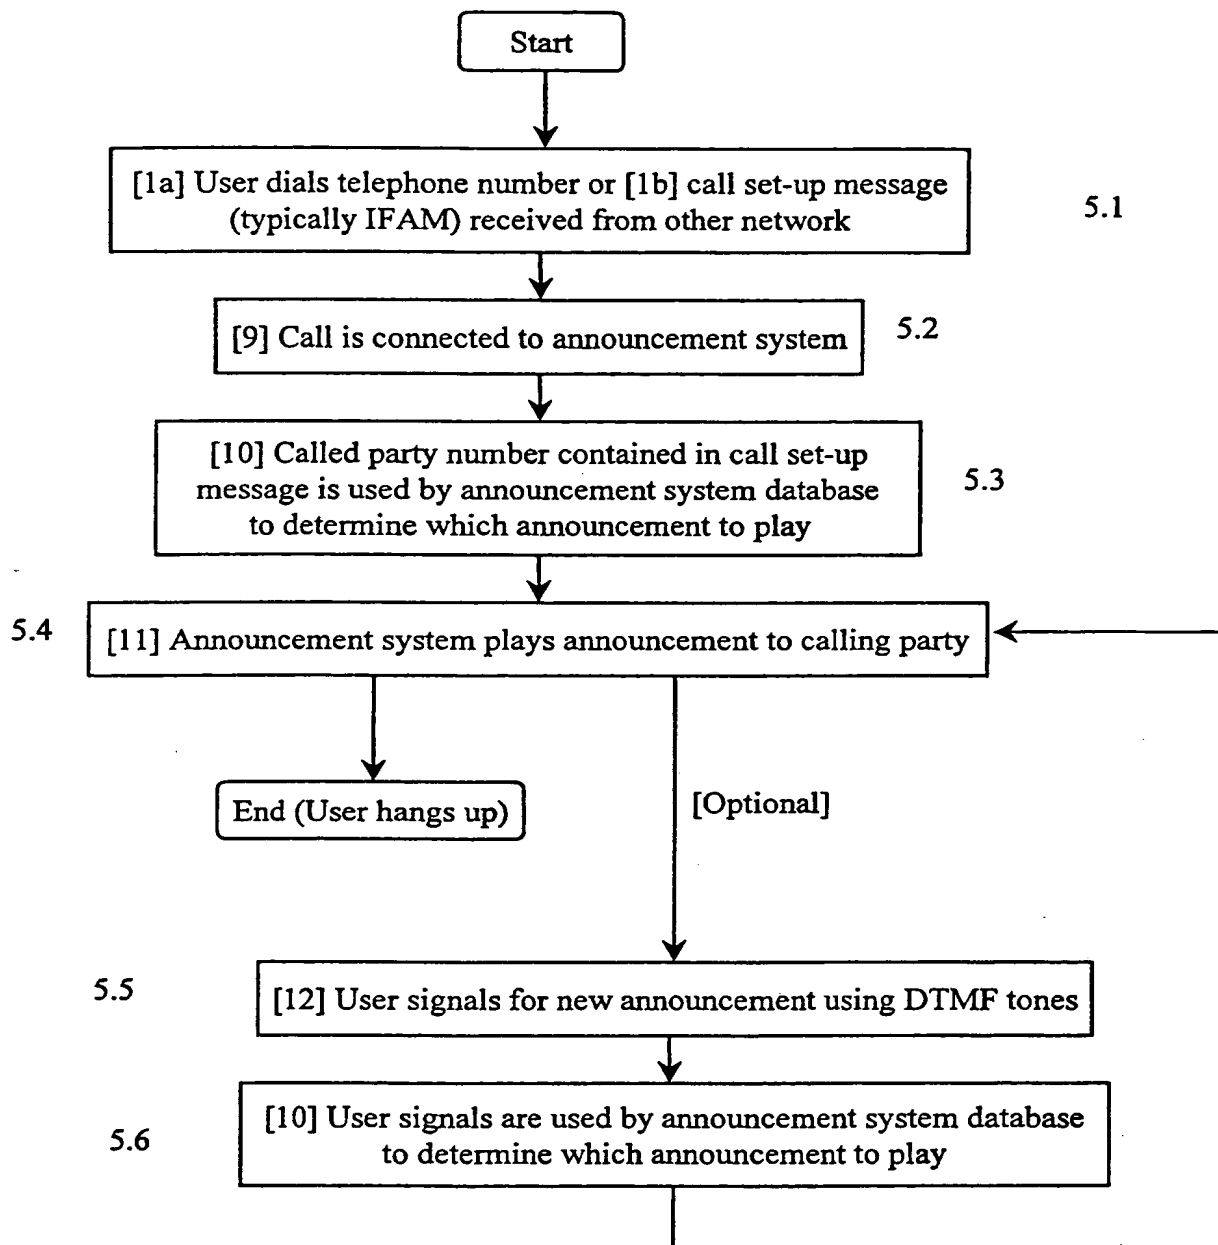 Start
[1a] User dials telephone number or [1b] call set-up message
(typically IFAM) received from other network
5.1
[9] Call is connected to announcement system
5.2
[10] Called party number contained in call set-up
message is used by announcement system database
to determine which announcement to play
5.3
5.4
[11] Announcement system plays announcement to calling party
End (User hangs up)
[Optional]
5.5
[12] User signals for new announcement using DTMF tones
5.6
[10] User signals are used by announcement system database
to determine which announcement to play